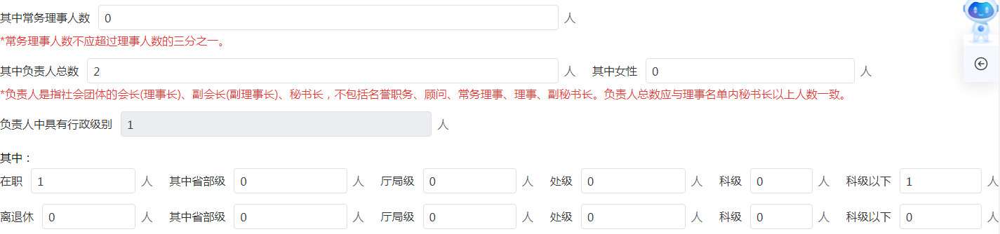 其中常务理事人数 0 人
*常务理事人数不应超过理事人数的三分之一。
其中负责人总数 2 人 其中女性 0 人
*负责人是指社会团体的会长(理事长)、副会长(副理事长)、秘书长，不包括名誉职务、顾问、常务理事、理事、副秘书长。负责人总数应与理事名单内秘书长以上人数一致。
负责人中具有行政级别 1 人
其中：
在职 1 人 其中省部级 0 人 厅局级 0 人 处级 0 人 科级 0 人 科级以下 1 人
离退休 0 人 其中省部级 0 人 厅局级 0 人 处级 0 人 科级 0 人 科级以下 0 人